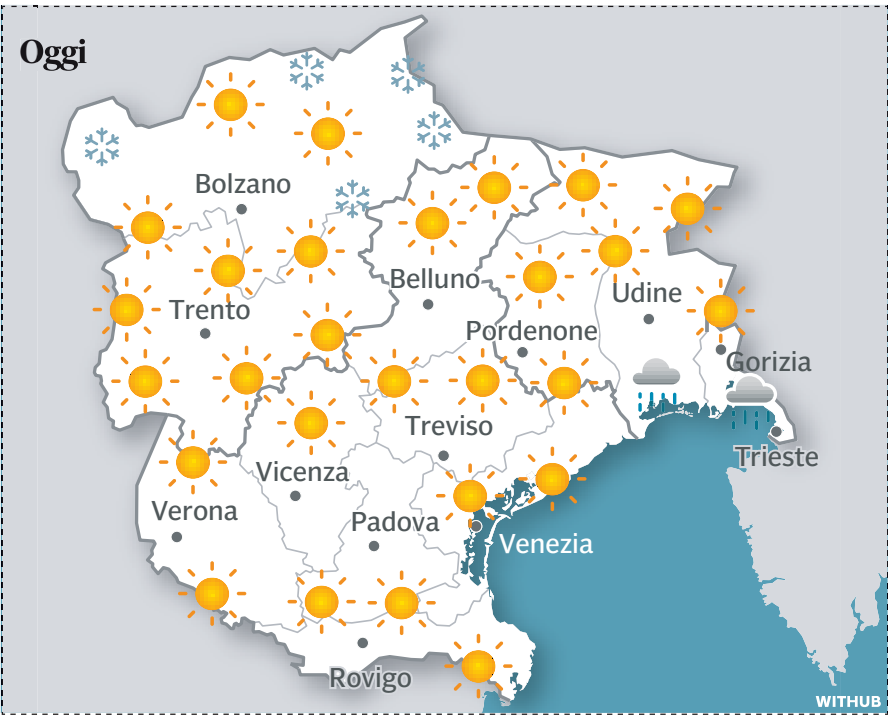 Oggi
Bolzano
Belluno
Udine
Trento
Pordenone
Gorizia
Treviso
Trieste
Vicenza
Verona
Padova
Venezia
Rovigo
WITHUB